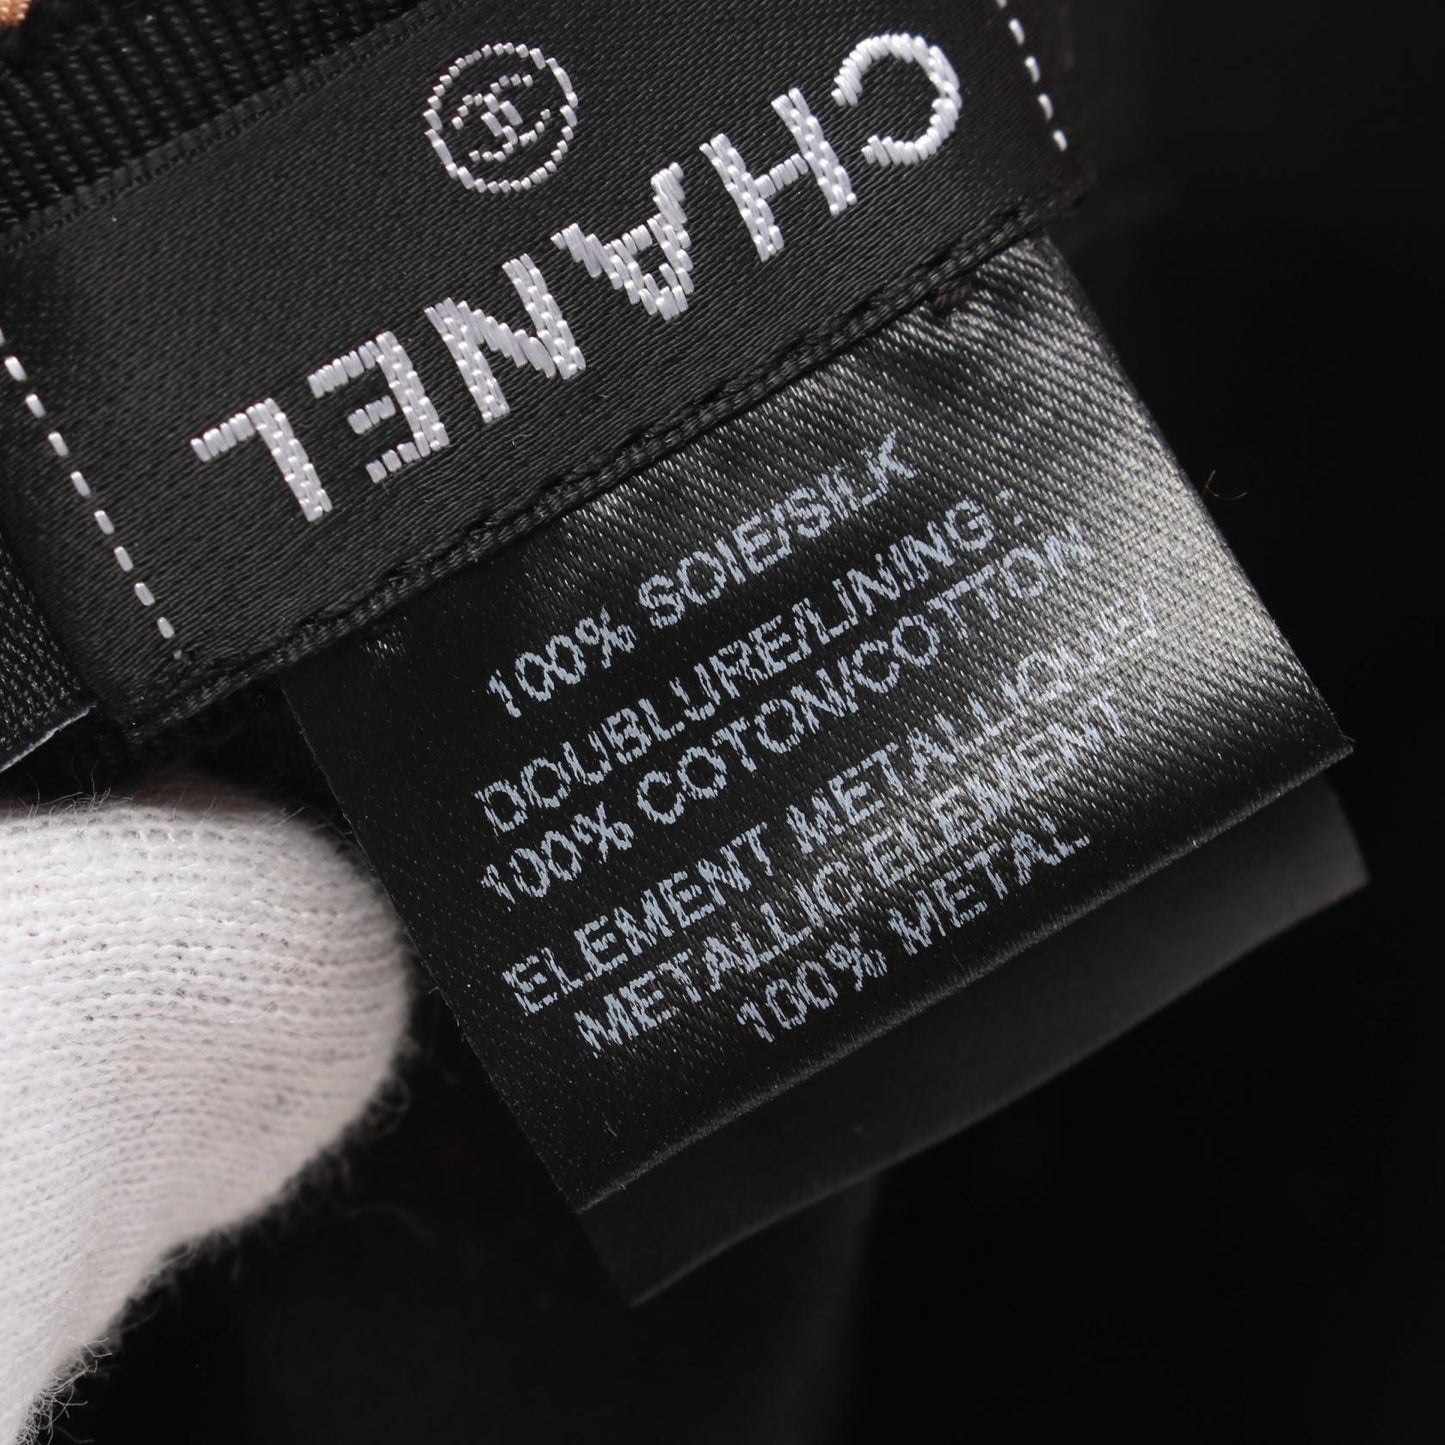 CHANEL
100% SOIE/SILK
DOUBLURE/LINING :
100% COTON/COTTON
ELEMENT METALLIQUE/
METALLIC ELEMENT
100% METAL